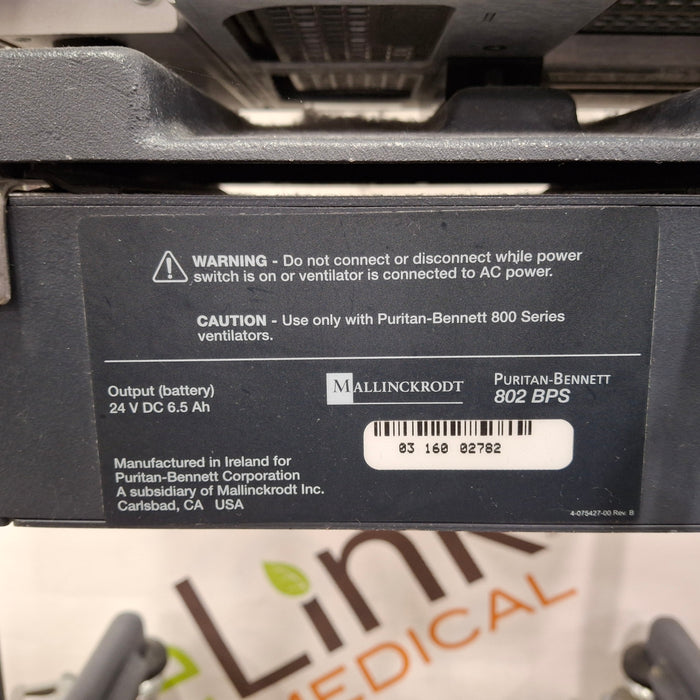 WARNING - Do not connect or disconnect while power
switch is on or ventilator is connected to AC power.
CAUTION - Use only with Puritan-Bennett 800 Series
ventilators.
Output (battery)
24 V DC 6.5 Ah
MALLINCKRODT
PURITAN-BENNETT
802 BPS
03 160 02782
Manufactured in Ireland for
Puritan-Bennett Corporation
A subsidiary of Mallinckrodt Inc.
Carlsbad, CA USA
4-075427-00 Rev. B
eLink
MEDICAL